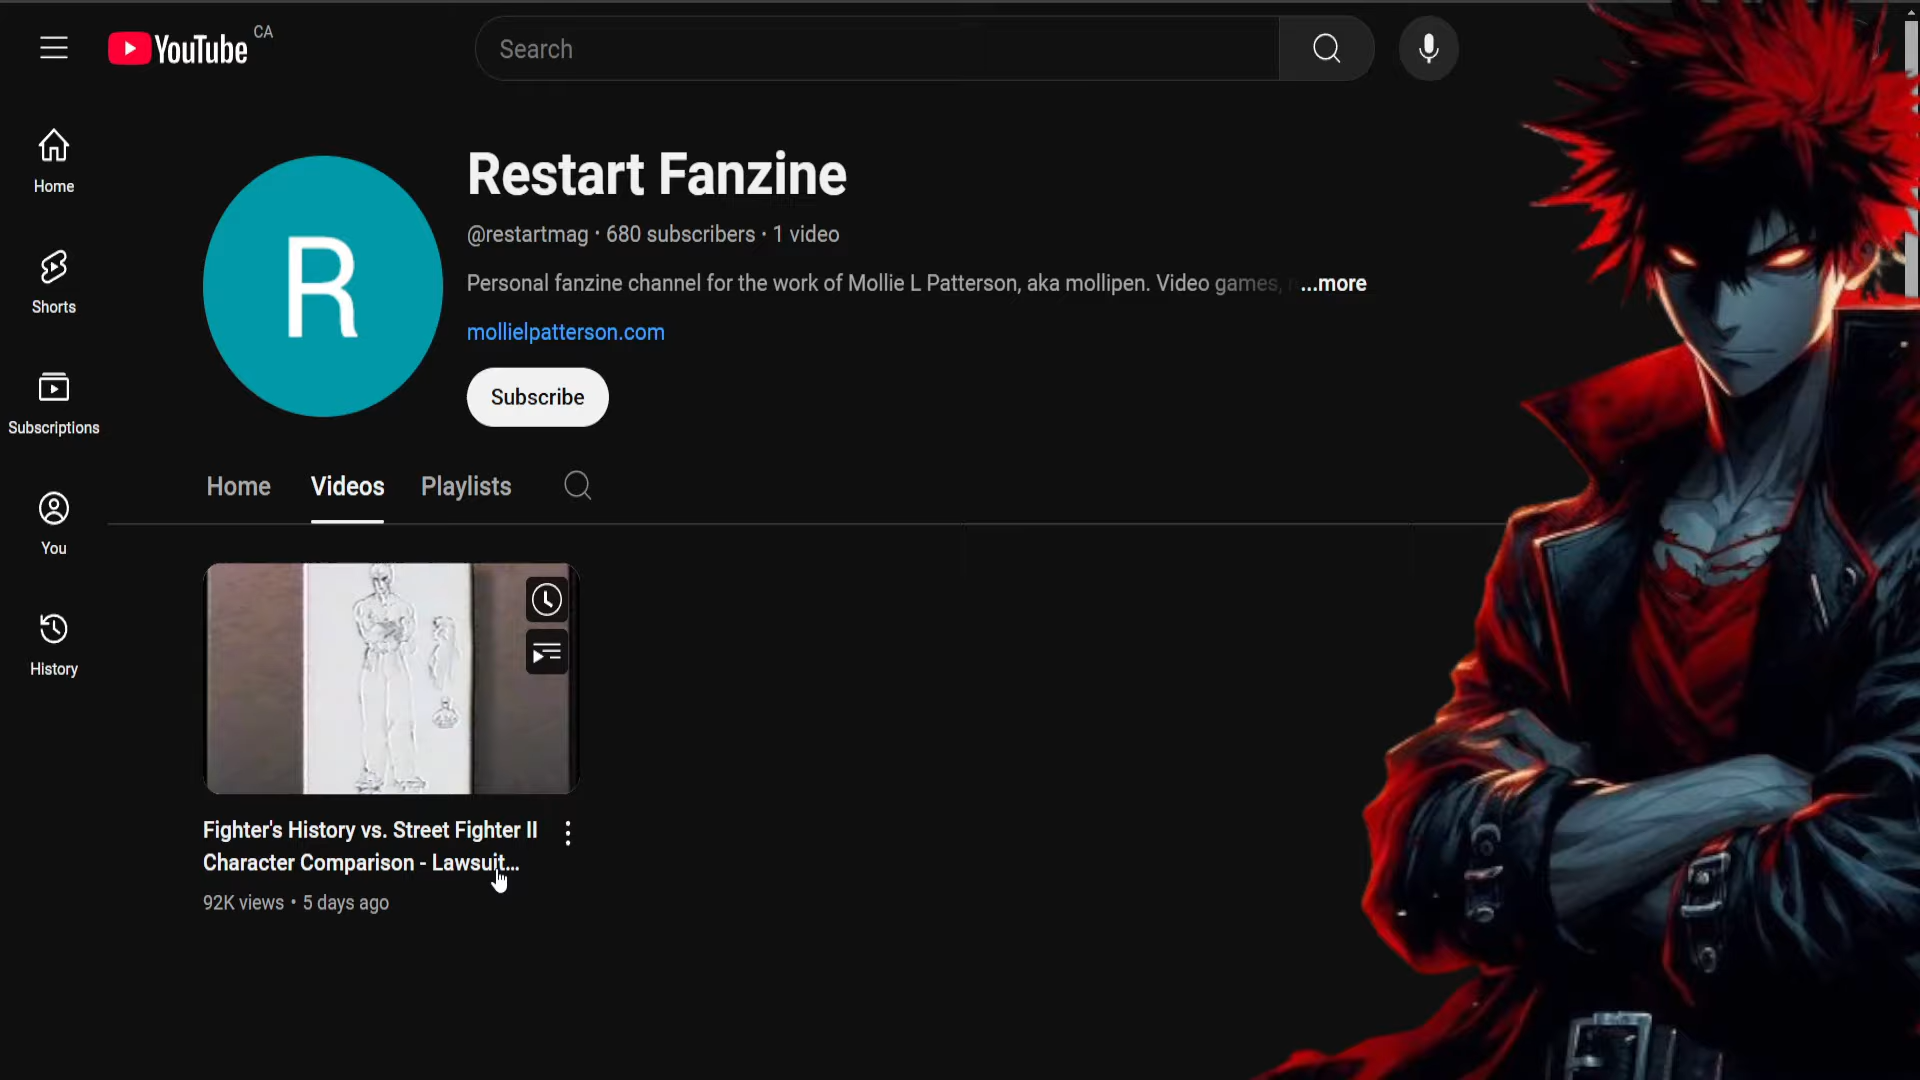 YouTube CA
Search
Home
Shorts
Subscriptions
You
History
R
Restart Fanzine
@restartmag • 680 subscribers • 1 video
Personal fanzine channel for the work of Mollie L Patterson, aka mollipen. Video games, ...more
mollielpatterson.com
Subscribe
Home Videos Playlists
Fighter's History vs. Street Fighter II
Character Comparison - Lawsuit...
92K views • 5 days ago